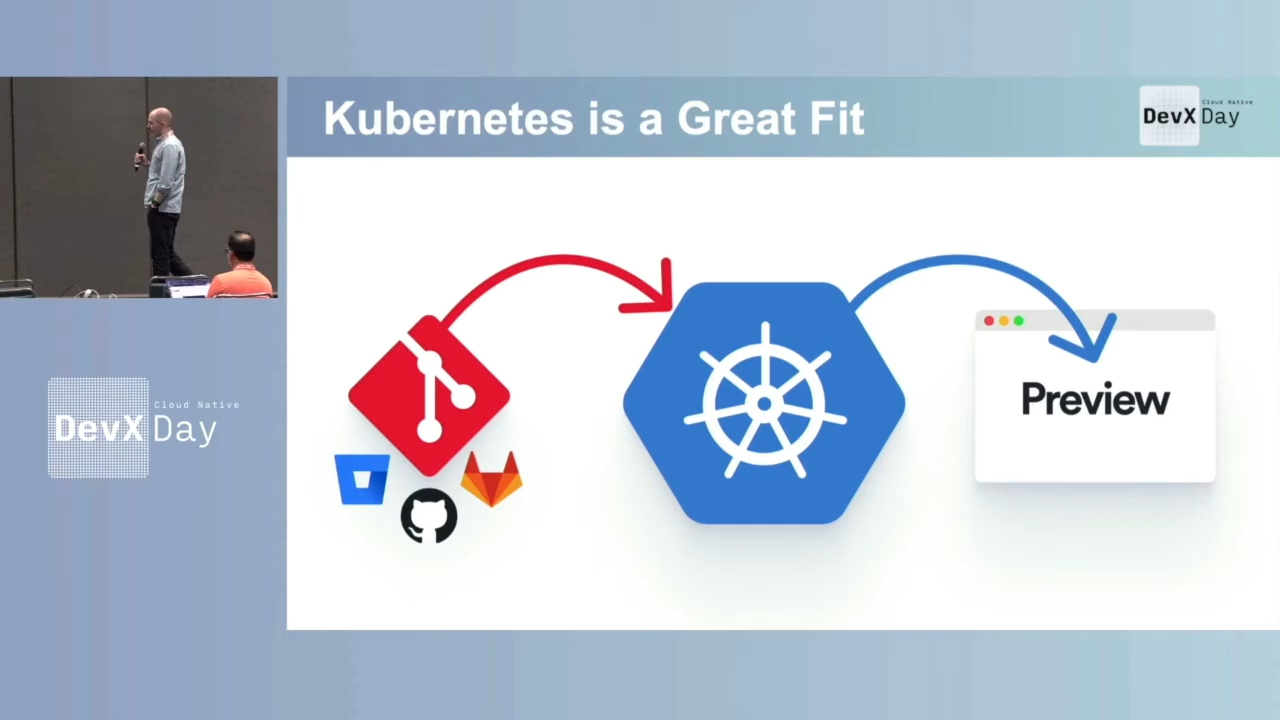 Kubernetes is a Great Fit
Cloud Native
DevX Day
Preview
Cloud Native
DevX Day